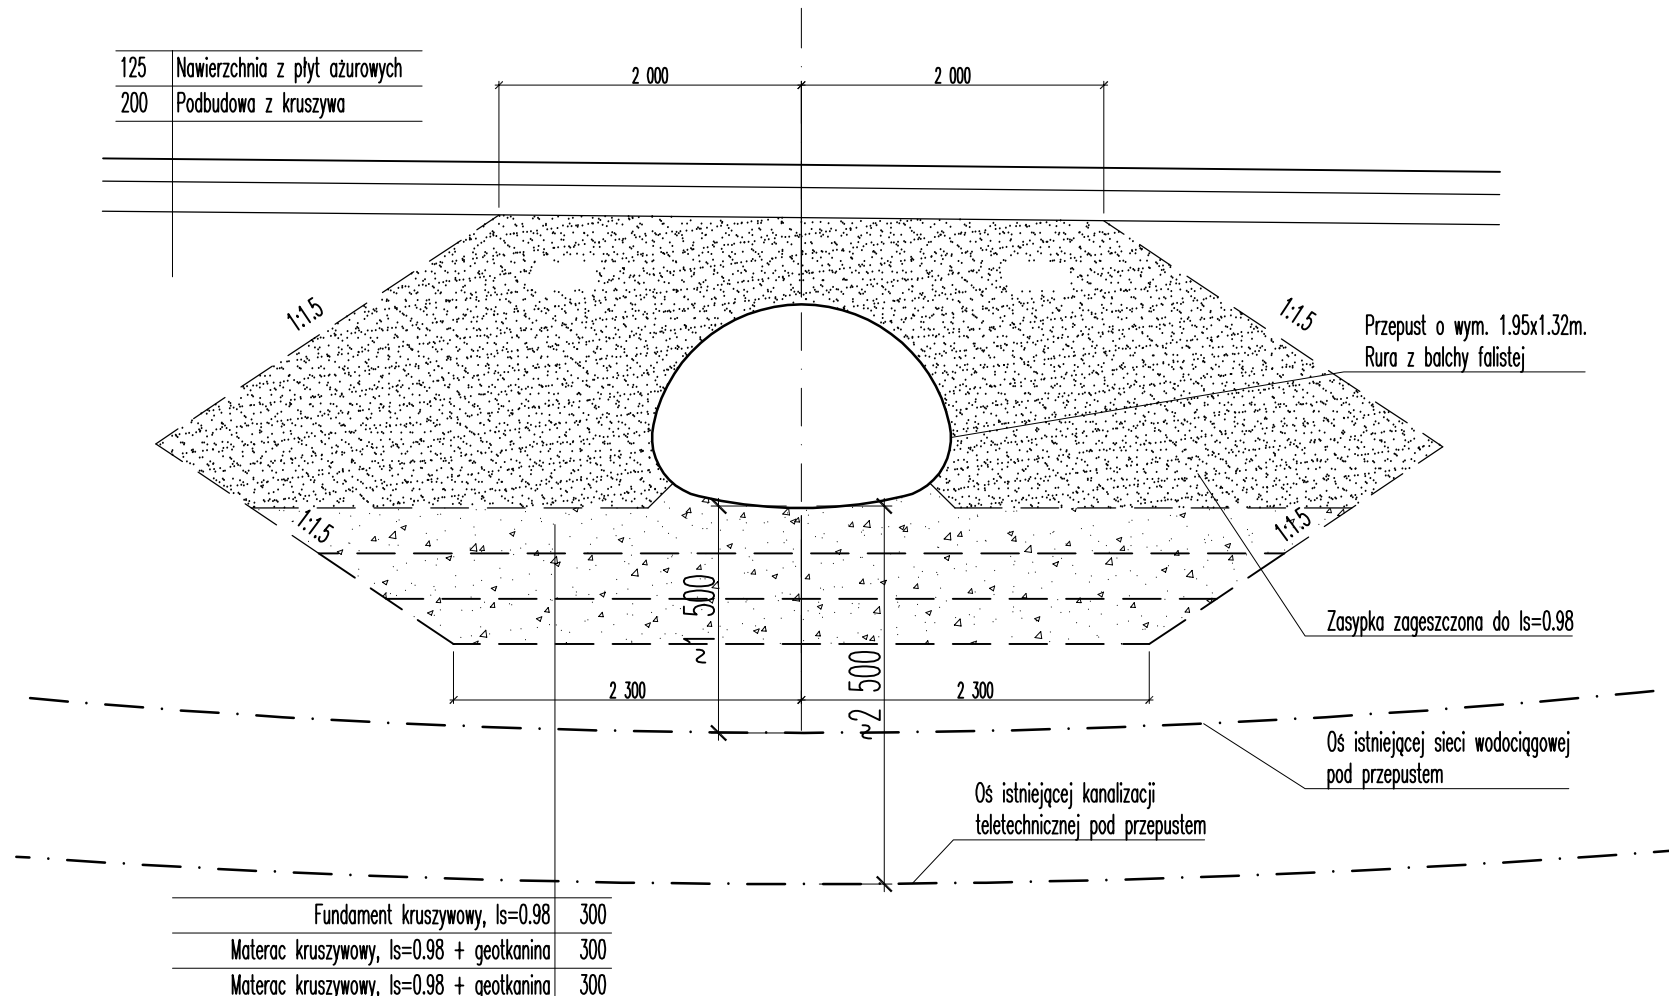 125 Nawierzchnia z płyt ażurowych
200 Podbudowa z kruszywa
2 000
2 000
1:1.5
1:1.5
Przepust o wym. 1.95x1.32m.
Rura z balchy falistej
1:1.5
1:1.5
~1 500
Zasypka zageszczona do Is=0.98
~2 500
2 300
2 300
Oś istniejącej sieci wodociągowej
pod przepustem
Oś istniejącej kanalizacji
teletechnicznej pod przepustem
Fundament kruszywowy, Is=0.98 300
Materac kruszywowy, Is=0.98 + geotkanina 300
Materac kruszywowy, Is=0.98 + geotkanina 300